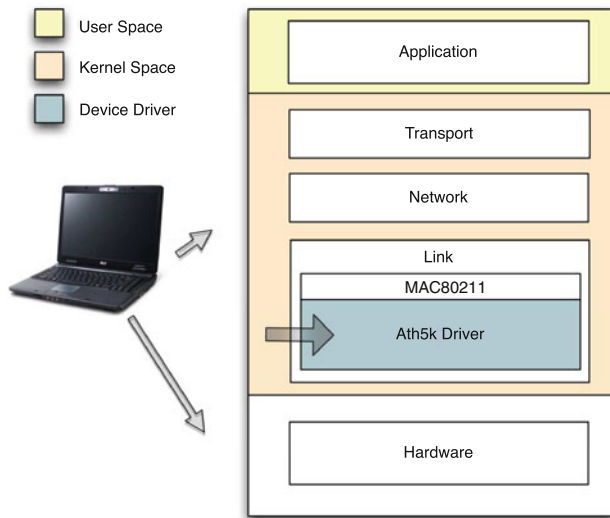 User Space
Kernel Space
Device Driver
Application
Transport
Network
Link
MAC80211
Ath5k Driver
Hardware